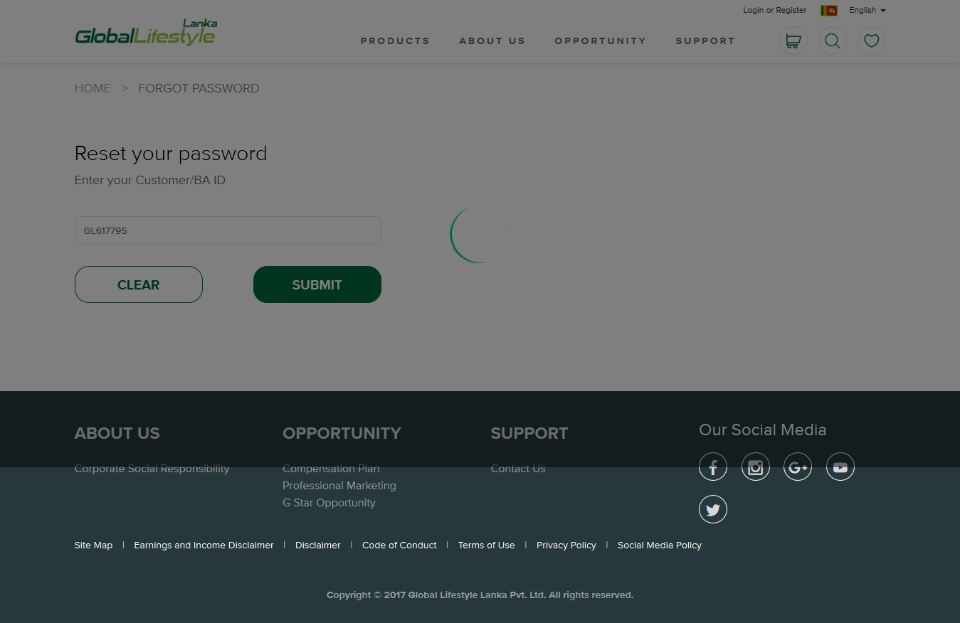 Login or Register English
Lanka
GlobalLifestyle
PRODUCTS ABOUT US OPPORTUNITY SUPPORT
HOME > FORGOT PASSWORD
Reset your password
Enter your Customer/BA ID
GL617795
CLEAR SUBMIT
ABOUT US OPPORTUNITY SUPPORT Our Social Media
Corporate Social Responsibility Compensation Plan Contact Us
Professional Marketing
G Star Opportunity
Site Map | Earnings and Income Disclaimer | Disclaimer | Code of Conduct | Terms of Use | Privacy Policy | Social Media Policy
Copyright © 2017 Global Lifestyle Lanka Pvt. Ltd. All rights reserved.